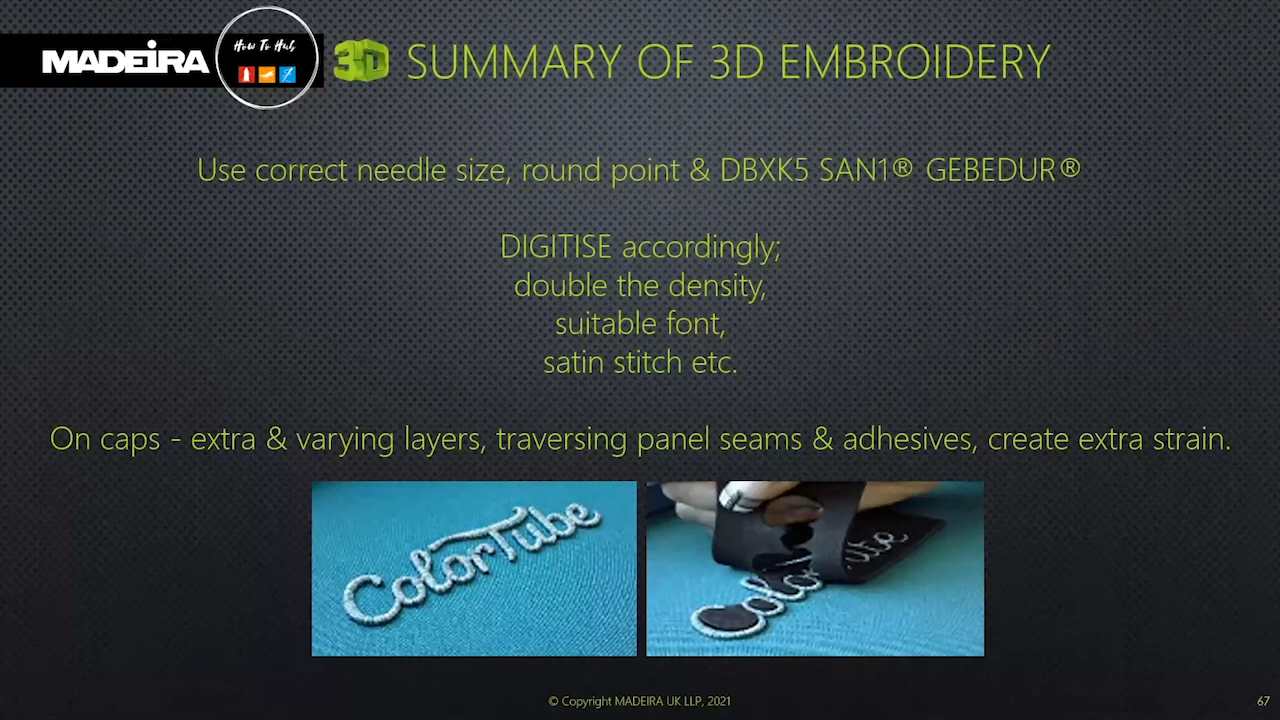 MADEIRA
How To Hub
3D SUMMARY OF 3D EMBROIDERY
Use correct needle size, round point & DBXK5 SAN1® GEBEDUR®
DIGITISE accordingly;
double the density,
suitable font,
satin stitch etc.
On caps - extra & varying layers, traversing panel seams & adhesives, create extra strain.
ColorTube
Color ute
© Copyright MADEIRA UK LLP, 2021
67